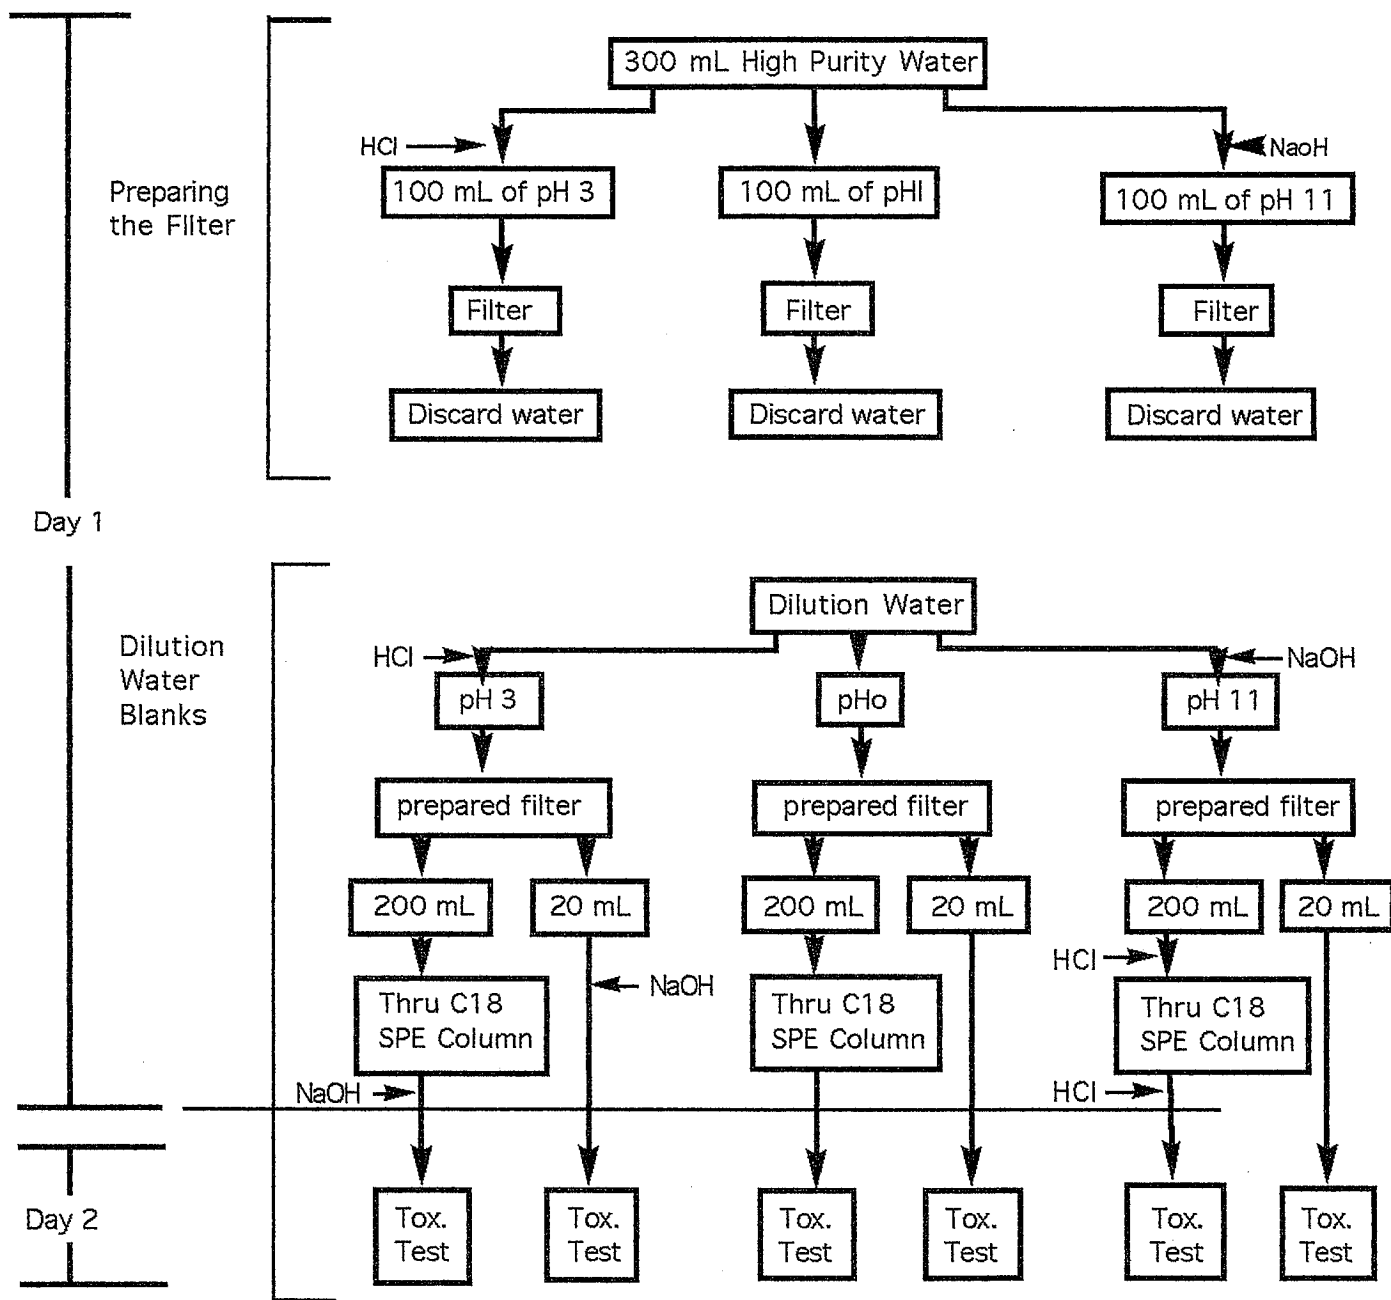 300 mL High Purity Water
HCl
NaoH
Preparing
the Filter
100 mL of pH 3
100 mL of pHI
100 mL of pH 11
Filter
Filter
Filter
Discard water
Discard water
Discard water
Day 1
Dilution Water
Dilution
Water
Blanks
HCl
NaOH
pH 3
pHo
pH 11
prepared filter
prepared filter
prepared filter
200 mL
20 mL
200 mL
20 mL
200 mL
20 mL
HCl
NaOH
Thru C18
SPE Column
Thru C18
SPE Column
Thru C18
SPE Column
NaOH
HCl
Day 2
Tox.
Test
Tox.
Test
Tox.
Test
Tox.
Test
Tox.
Test
Tox.
Test